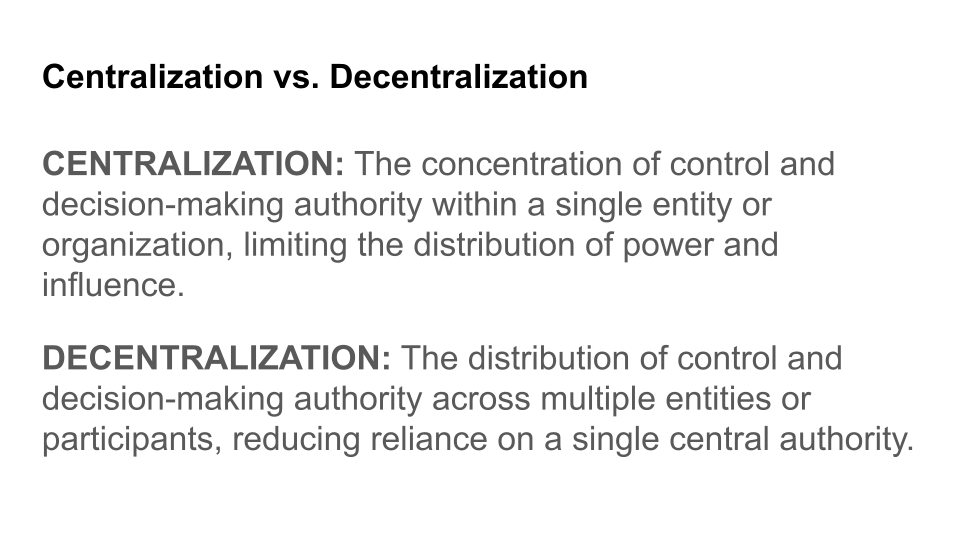 Centralization vs. Decentralization
CENTRALIZATION: The concentration of control and
decision-making authority within a single entity or
organization, limiting the distribution of power and
influence.
DECENTRALIZATION: The distribution of control and
decision-making authority across multiple entities or
participants, reducing reliance on a single central authority.